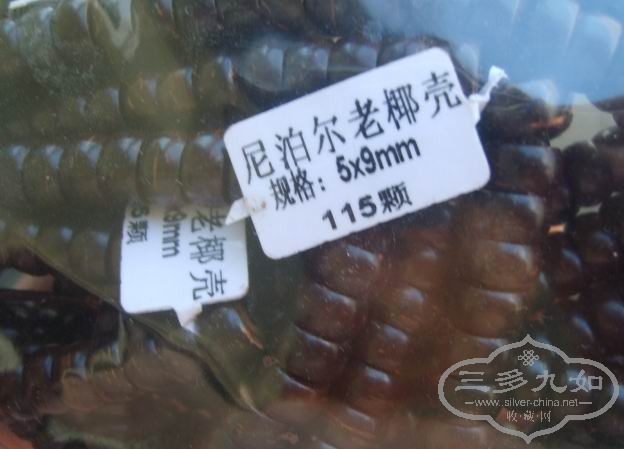 尼泊尔老椰壳
规格：5x9mm
115颗
老椰壳
9mm
5颗
三多九如
www.silver-china.net
收藏网